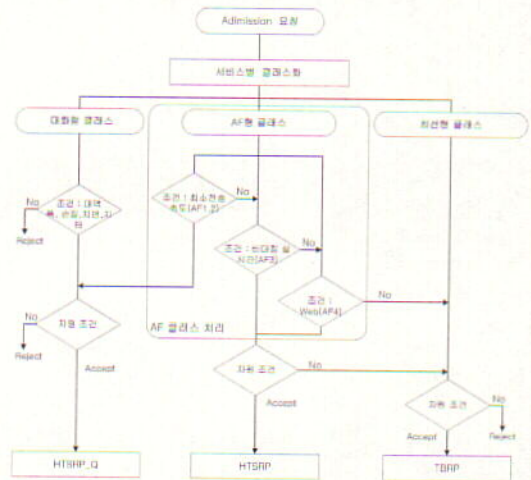 Adimission 요청
서비스별 클래스화
대화형 클래스
AF형 클래스
최선형 클래스
조건 : 대역
폭, 손실, 지연, 지
터
No
Reject
조건 : 최소전송
속도(AF1,2)
No
조건 : 비대칭 실
시간(AF3)
No
조건 :
Web(AF4)
No
AF 클래스 처리
자원 조건
No
Reject
Accept
자원 조건
No
Accept
자원 조건
No
Reject
Accept
HTSRP_Q
HTSRP
TBRP